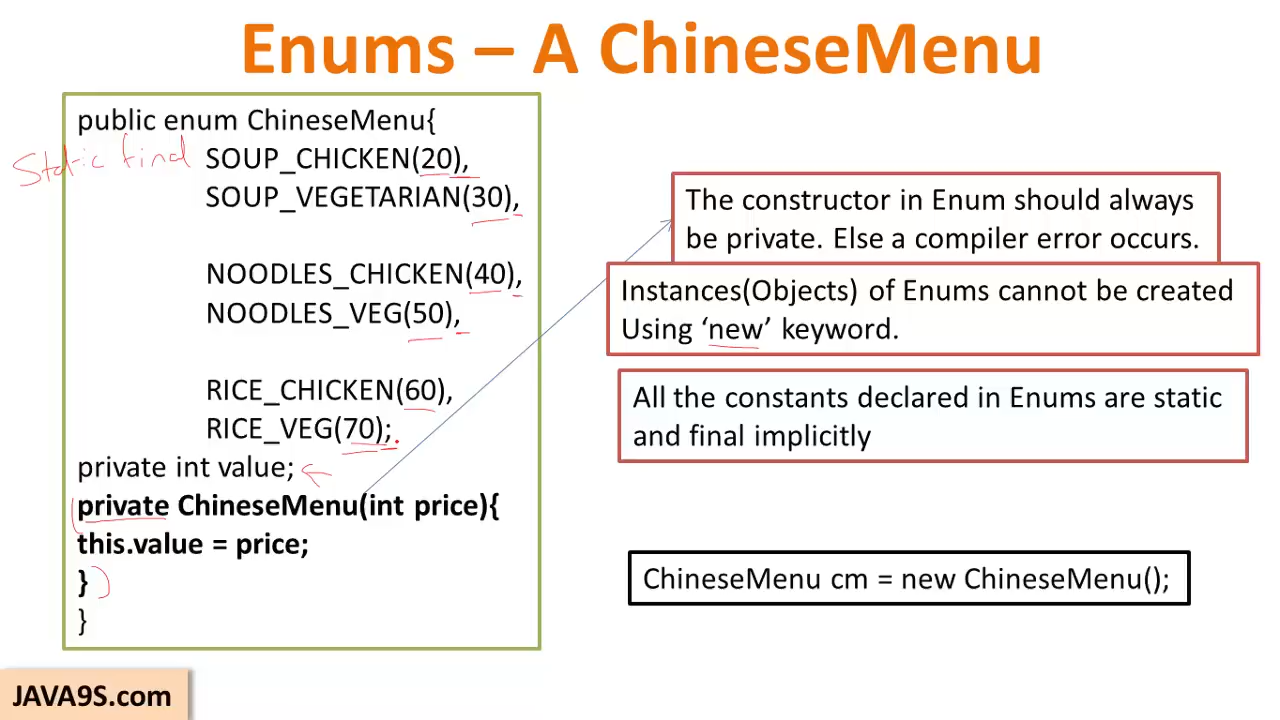 Enums – A ChineseMenu
public enum ChineseMenu{
Static final SOUP_CHICKEN(20),
SOUP_VEGETARIAN(30),
NOODLES_CHICKEN(40),
NOODLES_VEG(50),
RICE_CHICKEN(60),
RICE_VEG(70);
private int value;
private ChineseMenu(int price){
this.value = price;
}
}
The constructor in Enum should always
be private. Else a compiler error occurs.
Instances(Objects) of Enums cannot be created
Using ‘new’ keyword.
All the constants declared in Enums are static
and final implicitly
ChineseMenu cm = new ChineseMenu();
JAVA9S.com